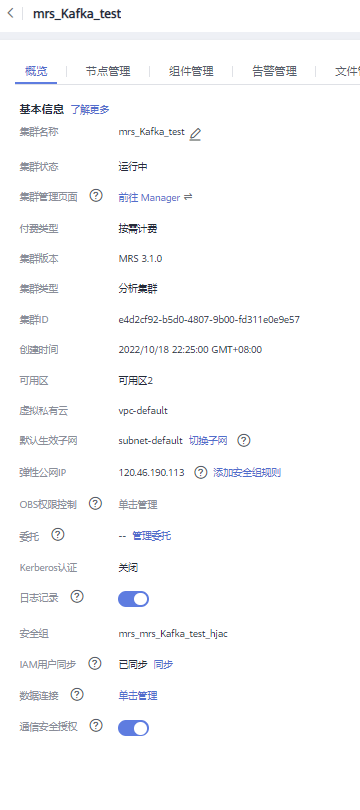 mrs_Kafka_test
概览 节点管理 组件管理 告警管理 文件管
基本信息 了解更多
集群名称 mrs_Kafka_test
集群状态 运行中
集群管理页面 前往 Manager
付费类型 按需计费
集群版本 MRS 3.1.0
集群类型 分析集群
集群ID e4d2cf92-b5d0-4807-9b00-fd311e0e9e57
创建时间 2022/10/18 22:25:00 GMT+08:00
可用区 可用区2
虚拟私有云 vpc-default
默认生效子网 subnet-default 切换子网
弹性公网IP 120.46.190.113 添加安全组规则
OBS权限控制 单击管理
委托 -- 管理委托
Kerberos认证 关闭
日志记录
安全组 mrs_mrs_Kafka_test_hjac
IAM用户同步 已同步 同步
数据连接 单击管理
通信安全授权